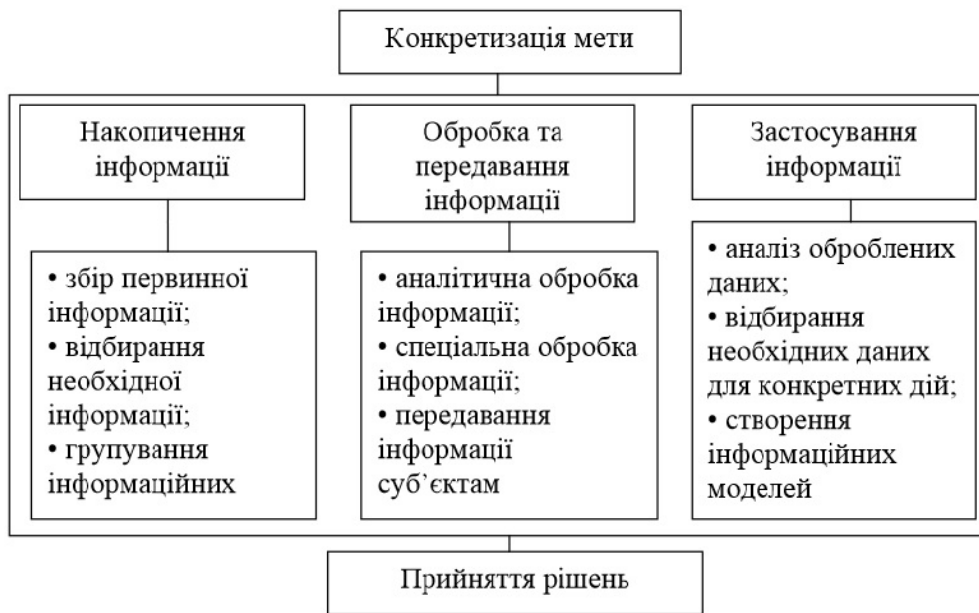 Конкретизація мети
Накопичення
інформації
Обробка та
передавання
інформації
Застосування
інформації
• збір первинної
інформації;
• відбирання
необхідної
інформації;
• групування
інформаційних
• аналітична обробка
інформації;
• спеціальна обробка
інформації;
• передавання
інформації
суб’єктам
• аналіз оброблених
даних;
• відбирання
необхідних даних
для конкретних дій;
• створення
інформаційних
моделей
Прийняття рішень